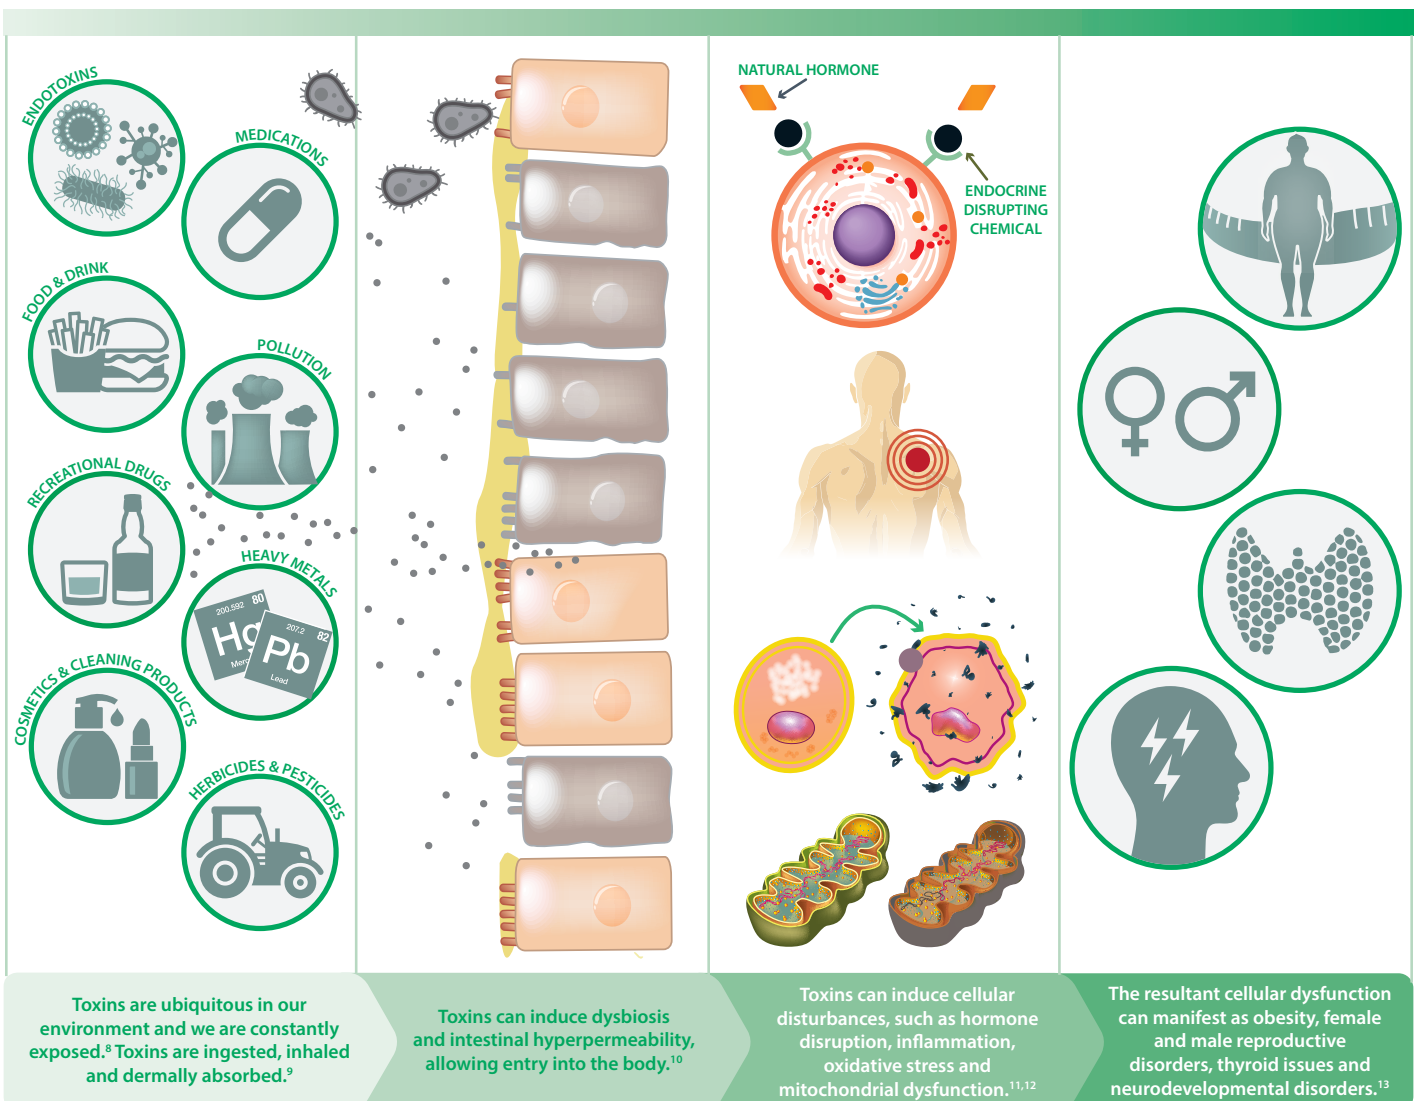 ENDOTOXINS
MEDICATIONS
FOOD & DRINK
POLLUTION
RECREATIONAL DRUGS
HEAVY METALS
200.592 80
Hg
Merc
207.2 82
Pb
Lead
COSMETICS & CLEANING PRODUCTS
HERBICIDES & PESTICIDES
NATURAL HORMONE
ENDOCRINE
DISRUPTING
CHEMICAL
Toxins are ubiquitous in our
environment and we are constantly
exposed.⁸ Toxins are ingested, inhaled
and dermally absorbed.⁹
Toxins can induce dysbiosis
and intestinal hyperpermeability,
allowing entry into the body.¹⁰
Toxins can induce cellular
disturbances, such as hormone
disruption, inflammation,
oxidative stress and
mitochondrial dysfunction.¹¹,¹²
The resultant cellular dysfunction
can manifest as obesity, female
and male reproductive
disorders, thyroid issues and
neurodevelopmental disorders.¹³